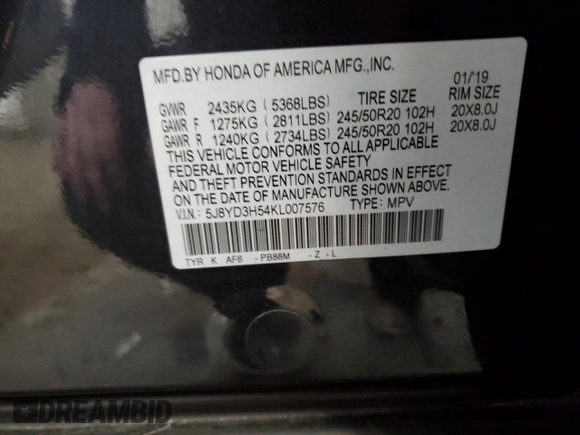 MFD.BY HONDA OF AMERICA MFG.,INC. 01/19
GVWR 2435KG ( 5368LBS) TIRE SIZE RIM SIZE
GAWR F 1275KG ( 2811LBS) 245/50R20 102H 20X8.0J
GAWR R 1240KG ( 2734LBS) 245/50R20 102H 20X8.0J
THIS VEHICLE CONFORMS TO ALL APPLICABLE
FEDERAL MOTOR VEHICLE SAFETY
AND THEFT PREVENTION STANDARDS IN EFFECT
ON THE DATE OF MANUFACTURE SHOWN ABOVE.
V.I.N.: 5J8YD3H54KL007576 TYPE: MPV
TYR K AF6 -PB88M -Z -L
DREAMBID